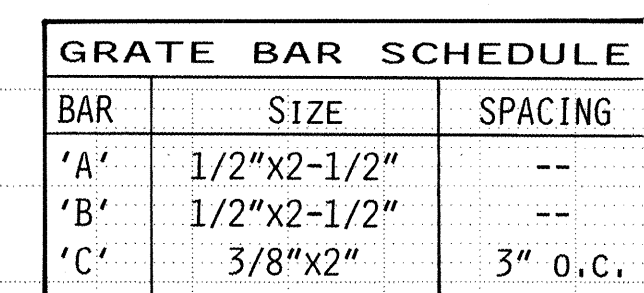 GRATE BAR SCHEDULE
BAR SIZE SPACING
'A' 1/2"x2-1/2" --
'B' 1/2"x2-1/2" --
'C' 3/8"x2" 3" O.C.